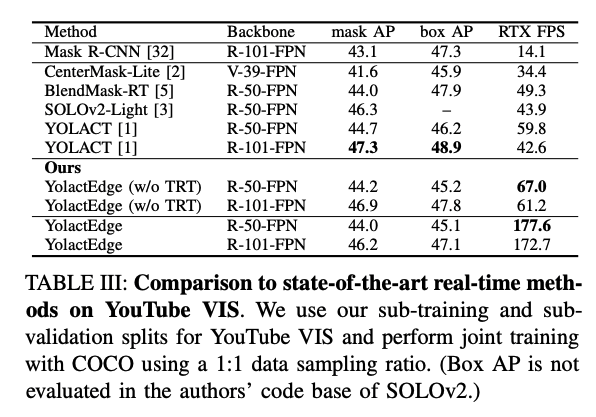 Method Backbone mask AP box AP RTX FPS
Mask R-CNN [32] R-101-FPN 43.1 47.3 14.1
CenterMask-Lite [2] V-39-FPN 41.6 45.9 34.4
BlendMask-RT [5] R-50-FPN 44.0 47.9 49.3
SOLOv2-Light [3] R-50-FPN 46.3 – 43.9
YOLACT [1] R-50-FPN 44.7 46.2 59.8
YOLACT [1] R-101-FPN 47.3 48.9 42.6
Ours
YolactEdge (w/o TRT) R-50-FPN 44.2 45.2 67.0
YolactEdge (w/o TRT) R-101-FPN 46.9 47.8 61.2
YolactEdge R-50-FPN 44.0 45.1 177.6
YolactEdge R-101-FPN 46.2 47.1 172.7
TABLE III: Comparison to state-of-the-art real-time meth-
ods on YouTube VIS. We use our sub-training and sub-
validation splits for YouTube VIS and perform joint training
with COCO using a 1:1 data sampling ratio. (Box AP is not
evaluated in the authors' code base of SOLOv2.)